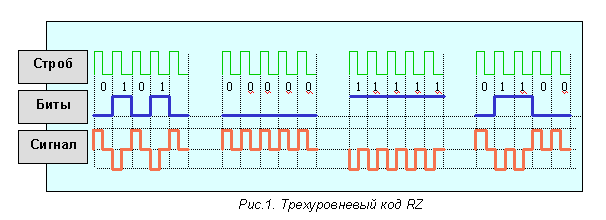 Строб
0 1 0 1 0 0 0 0 0 1 1 1 1 1 0 1 1 0 0
Биты
Сигнал
Рис.1. Трехуровневый код RZ